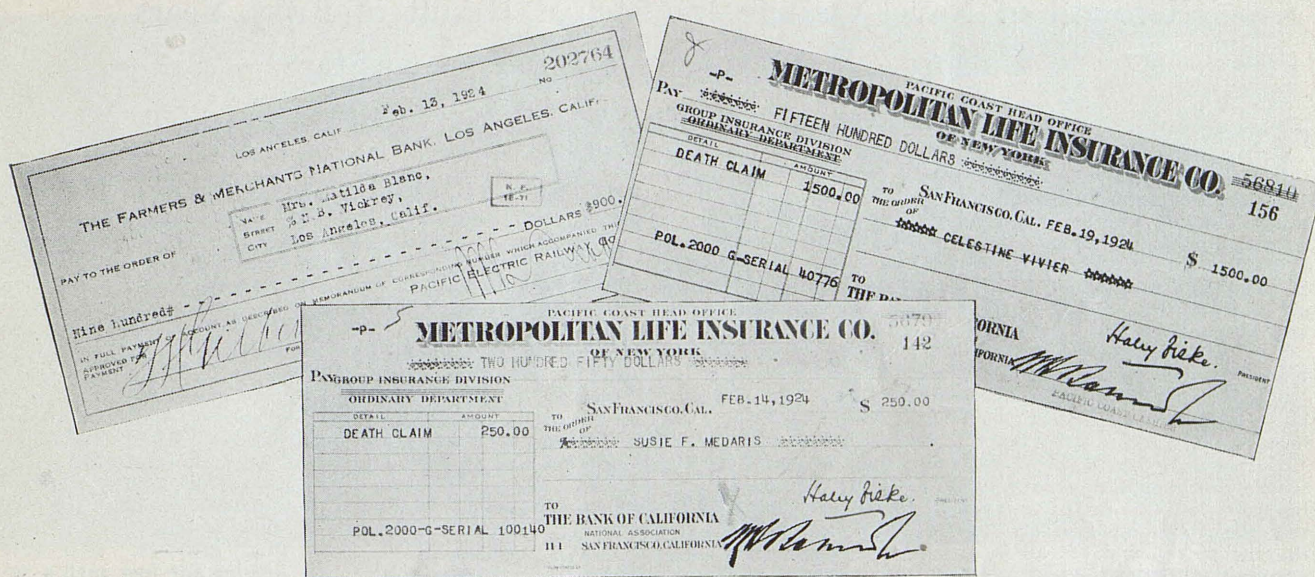 202764
No
LOS ANGELES, CALIF. Feb. 13, 1924
THE FARMERS & MERCHANTS NATIONAL BANK, LOS ANGELES, CALIF.
NAME Mrs. Matilda Blanc,
STREET % E.B. Vickrey,
CITY Los Angeles, Calif.
16-71
PAY TO THE ORDER OF
Nine hundred# - - - - - - - - - - - - - - - - DOLLARS $900.
IN FULL PAYMENT OF ACCOUNT AS DESCRIBED ON MEMORANDUM OF CORRESPONDING NUMBER WHICH ACCOMPANIED THIS
APPROVED FOR PAYMENT
PACIFIC ELECTRIC RAILWAY CO
FOR
PACIFIC COAST HEAD OFFICE
-P- METROPOLITAN LIFE INSURANCE CO.
OF NEW YORK
56810
156
PAY FIFTEEN HUNDRED DOLLARS
GROUP INSURANCE DIVISION
ORDINARY DEPARTMENT
DETAIL AMOUNT
DEATH CLAIM 1500.00
TO THE ORDER OF
SAN FRANCISCO, CAL. FEB.19,1924 $ 1500.00
CELESTINE VIVIER
POL.2000 G-SERIAL 40776
TO
THE
CALIFORNIA
Haley Fiske.
PRESIDENT
PACIFIC COAST
PACIFIC COAST HEAD OFFICE
-P- 5 METROPOLITAN LIFE INSURANCE CO.
OF NEW YORK
142
TWO HUNDRED FIFTY DOLLARS
PAY GROUP INSURANCE DIVISION
ORDINARY DEPARTMENT
DETAIL AMOUNT
DEATH CLAIM 250.00
TO THE ORDER OF
SAN FRANCISCO, CAL. FEB.14,1924 $ 250.00
SUSIE F. MEDARIS
POL.2000-G-SERIAL 100140
TO
THE BANK OF CALIFORNIA
NATIONAL ASSOCIATION
SAN FRANCISCO, CALIFORNIA
Haley Fiske.